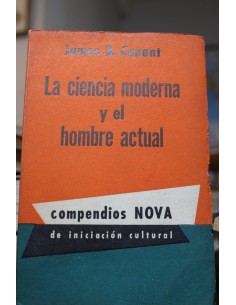 James B. Conant
La ciencia moderna
y el
hombre actual
compendios NOVA
de iniciación cultural